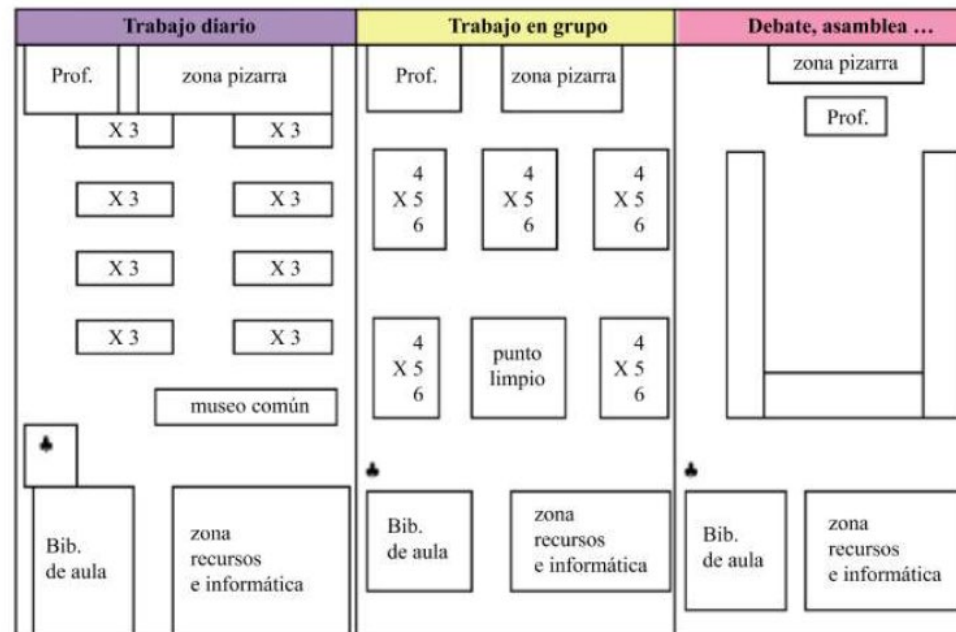 Trabajo diario
Prof.
zona pizarra
X 3
X 3
X 3
X 3
X 3
X 3
X 3
X 3
museo común
Bib.
de aula
zona
recursos
e informática
Trabajo en grupo
Prof.
zona pizarra
4
X 5
6
4
X 5
6
4
X 5
6
4
X 5
6
punto
limpio
4
X 5
6
Bib.
de aula
zona
recursos
e informática
Debate, asamblea …
zona pizarra
Prof.
Bib.
de aula
zona
recursos
e informática